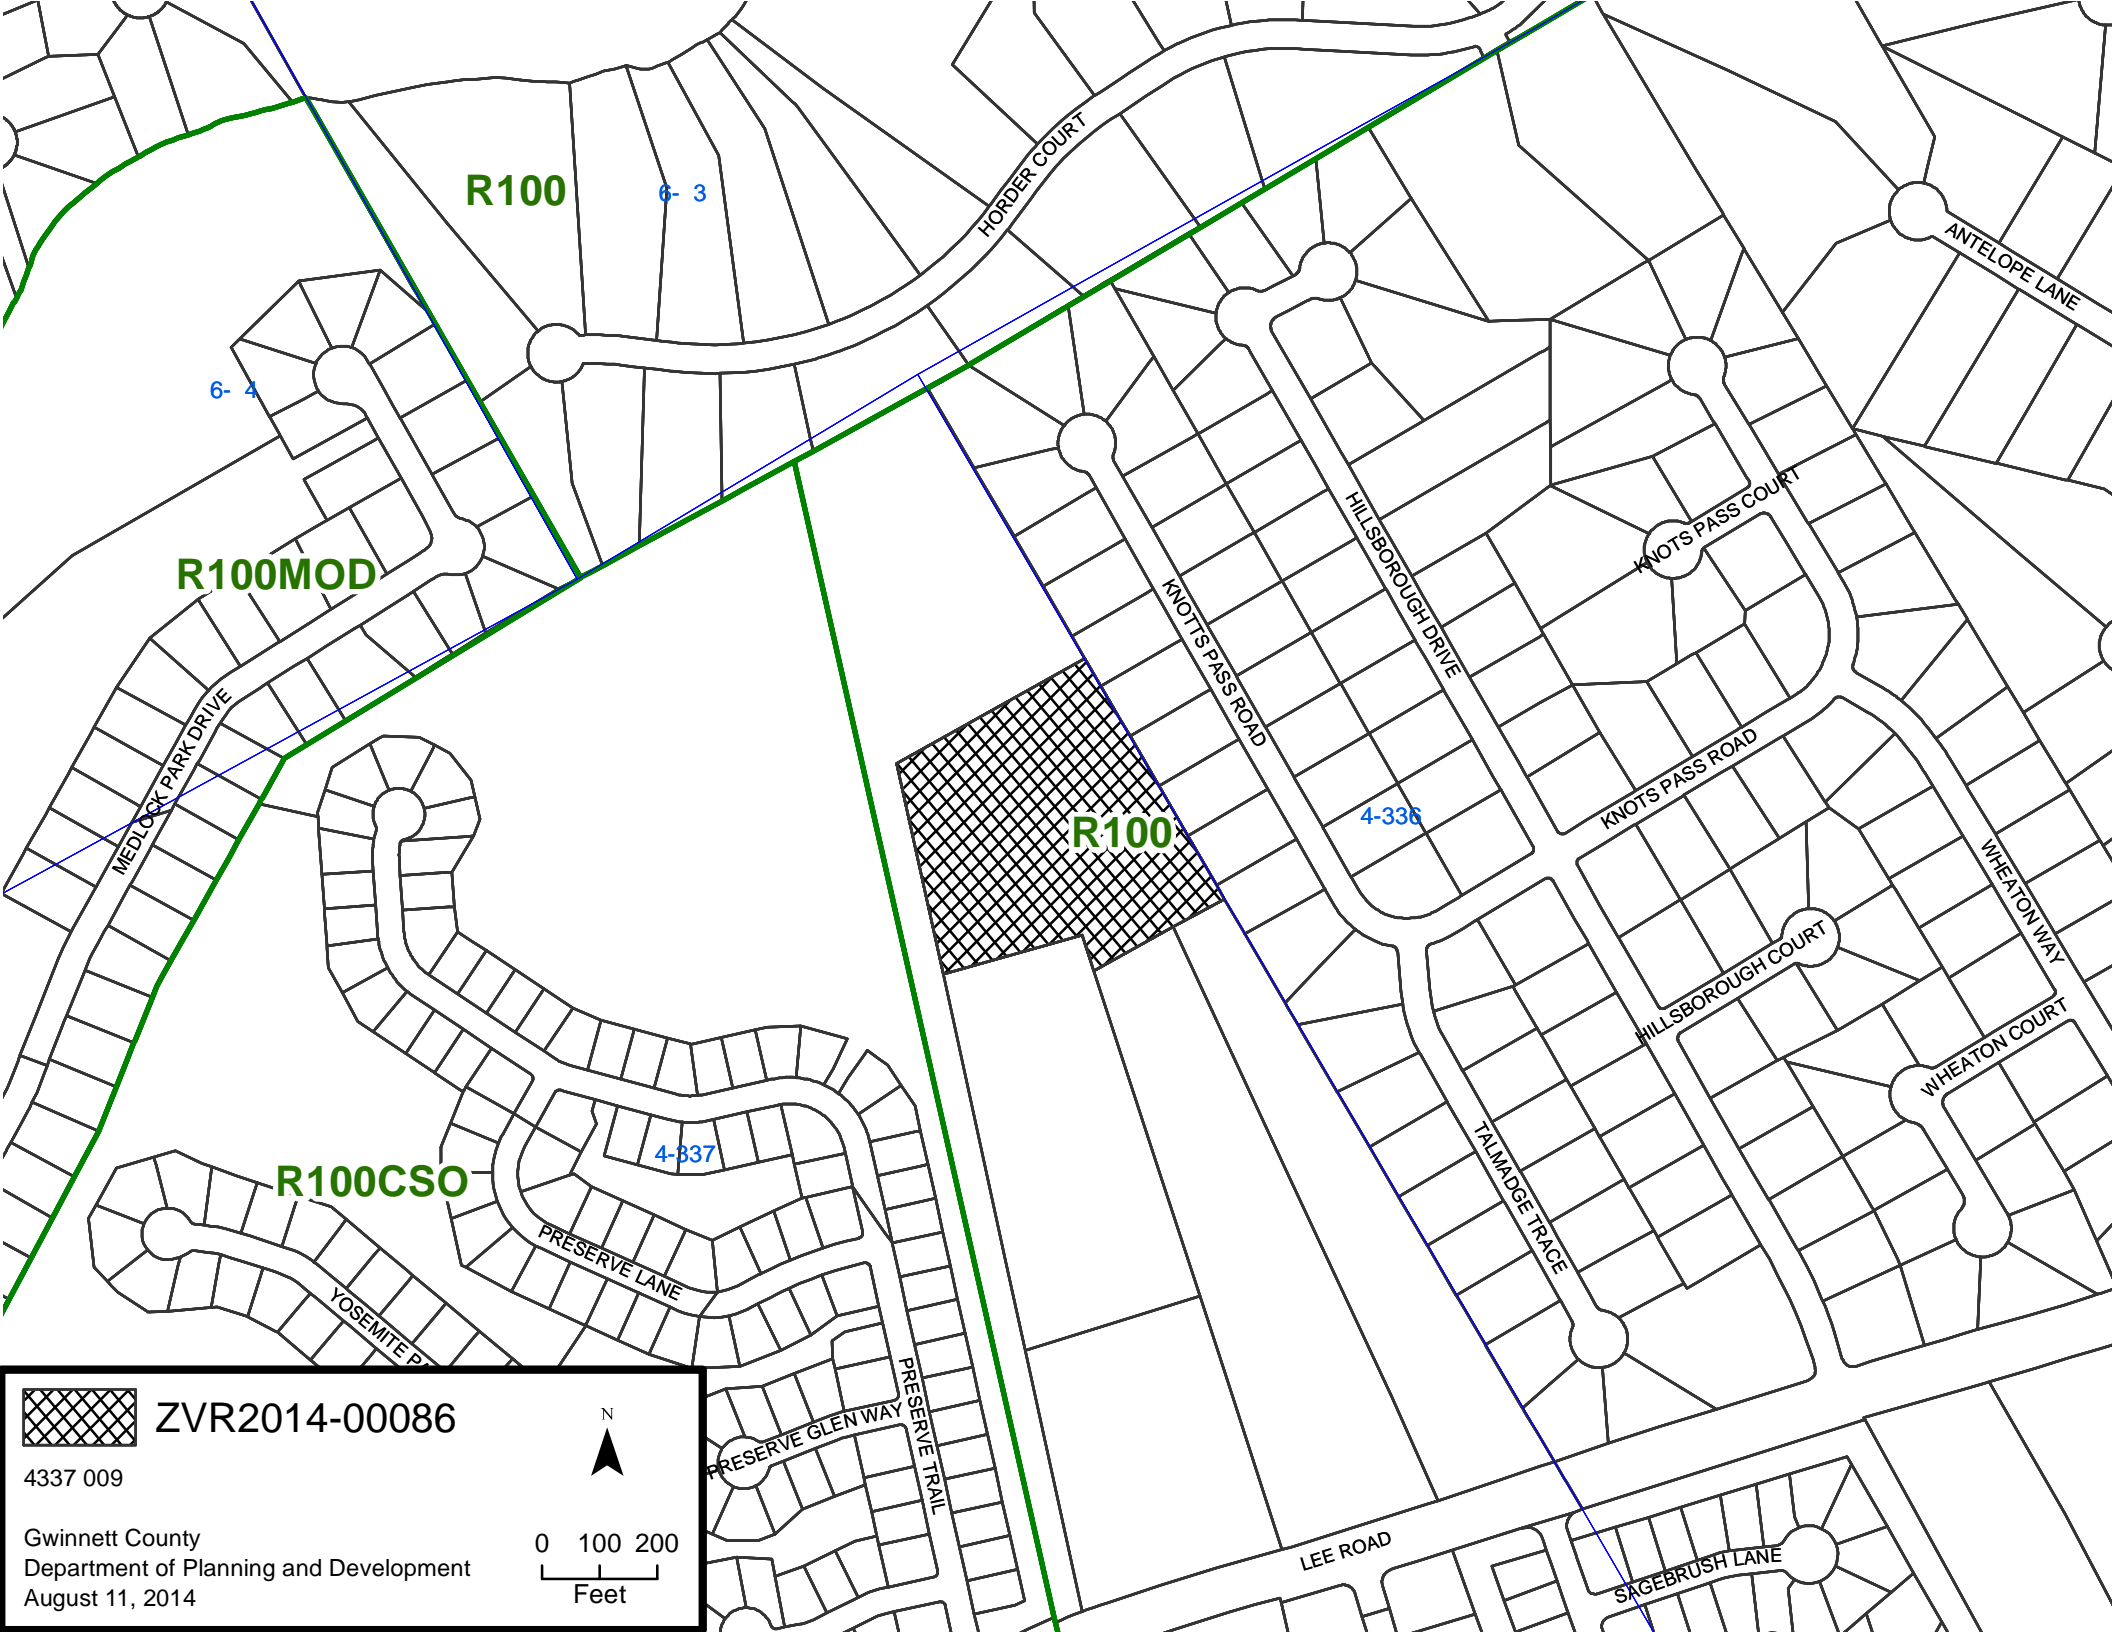 HORDER COURT
R100
6- 3
ANTELOPE LANE
6- 4
KNOTS PASS COURT
HILLSBOROUGH DRIVE
R100MOD
KNOTTS PASS ROAD
MEDLOCK PARK DRIVE
KNOTS PASS ROAD
4-336
R100
WHEATON WAY
HILLSBOROUGH COURT
WHEATON COURT
4-337
R100CSO
TALMADGE TRACE
PRESERVE LANE
YOSEMITE PA
PRESERVE TRAIL
PRESERVE GLEN WAY
LEE ROAD
SAGEBRUSH LANE
ZVR2014-00086
N
4337 009
Gwinnett County
Department of Planning and Development
August 11, 2014
0 100 200
Feet